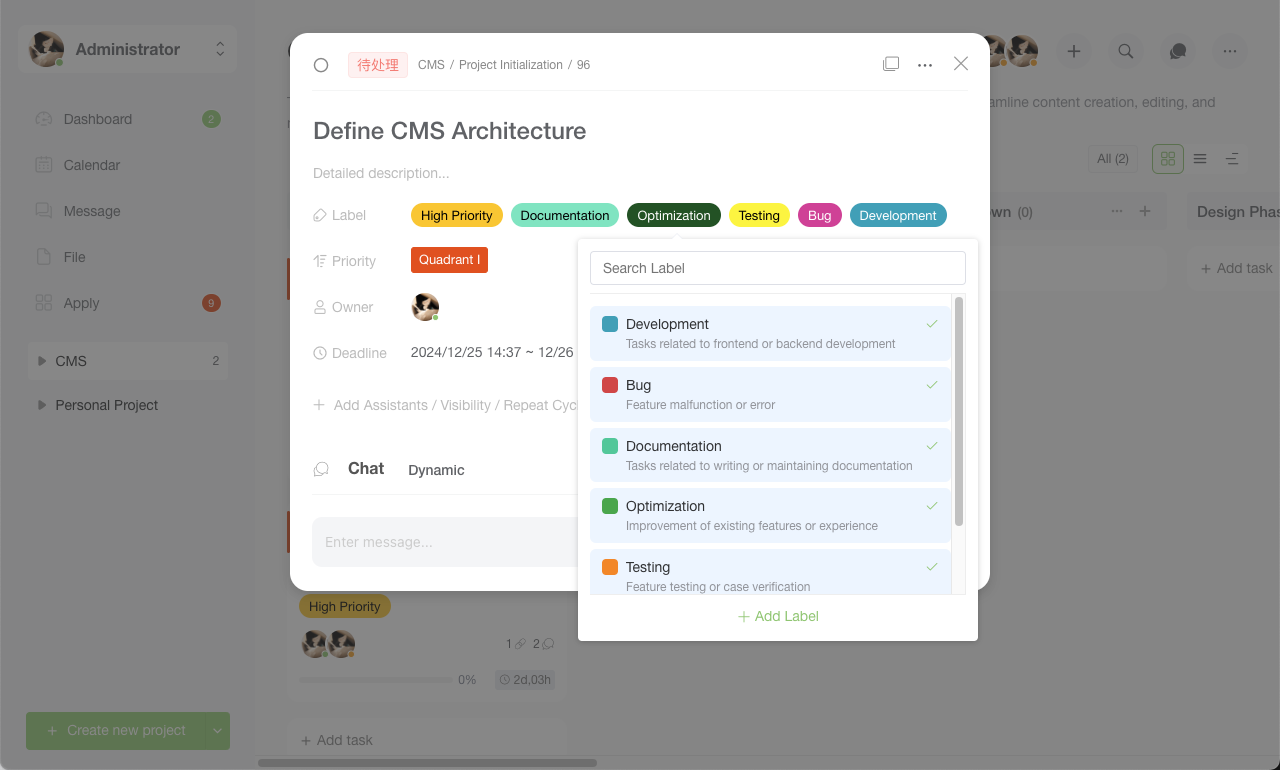 Administrator
Dashboard 2
Calendar
Message
File
Apply 9
CMS 2
Personal Project
Create new project
待处理 CMS / Project Initialization / 96
Define CMS Architecture
Detailed description...
Label High Priority Documentation Optimization Testing Bug Development
Priority Quadrant I
Owner
Deadline 2024/12/25 14:37 ~ 12/26
Add Assistants / Visibility / Repeat Cyc
Chat Dynamic
Enter message...
Search Label
Development
Tasks related to frontend or backend development
Bug
Feature malfunction or error
Documentation
Tasks related to writing or maintaining documentation
Optimization
Improvement of existing features or experience
Testing
Feature testing or case verification
Add Label
amline content creation, editing, and
All (2)
own (0)
Design Phas
Add task
High Priority
1 2
0% 2d,03h
Add task